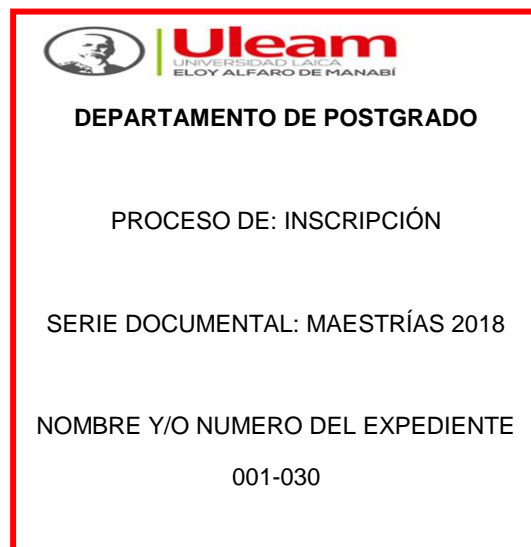 Uleam
UNIVERSIDAD LAICA
ELOY ALFARO DE MANABÍ
DEPARTAMENTO DE POSTGRADO
PROCESO DE: INSCRIPCIÓN
SERIE DOCUMENTAL: MAESTRÍAS 2018
NOMBRE Y/O NUMERO DEL EXPEDIENTE
001-030